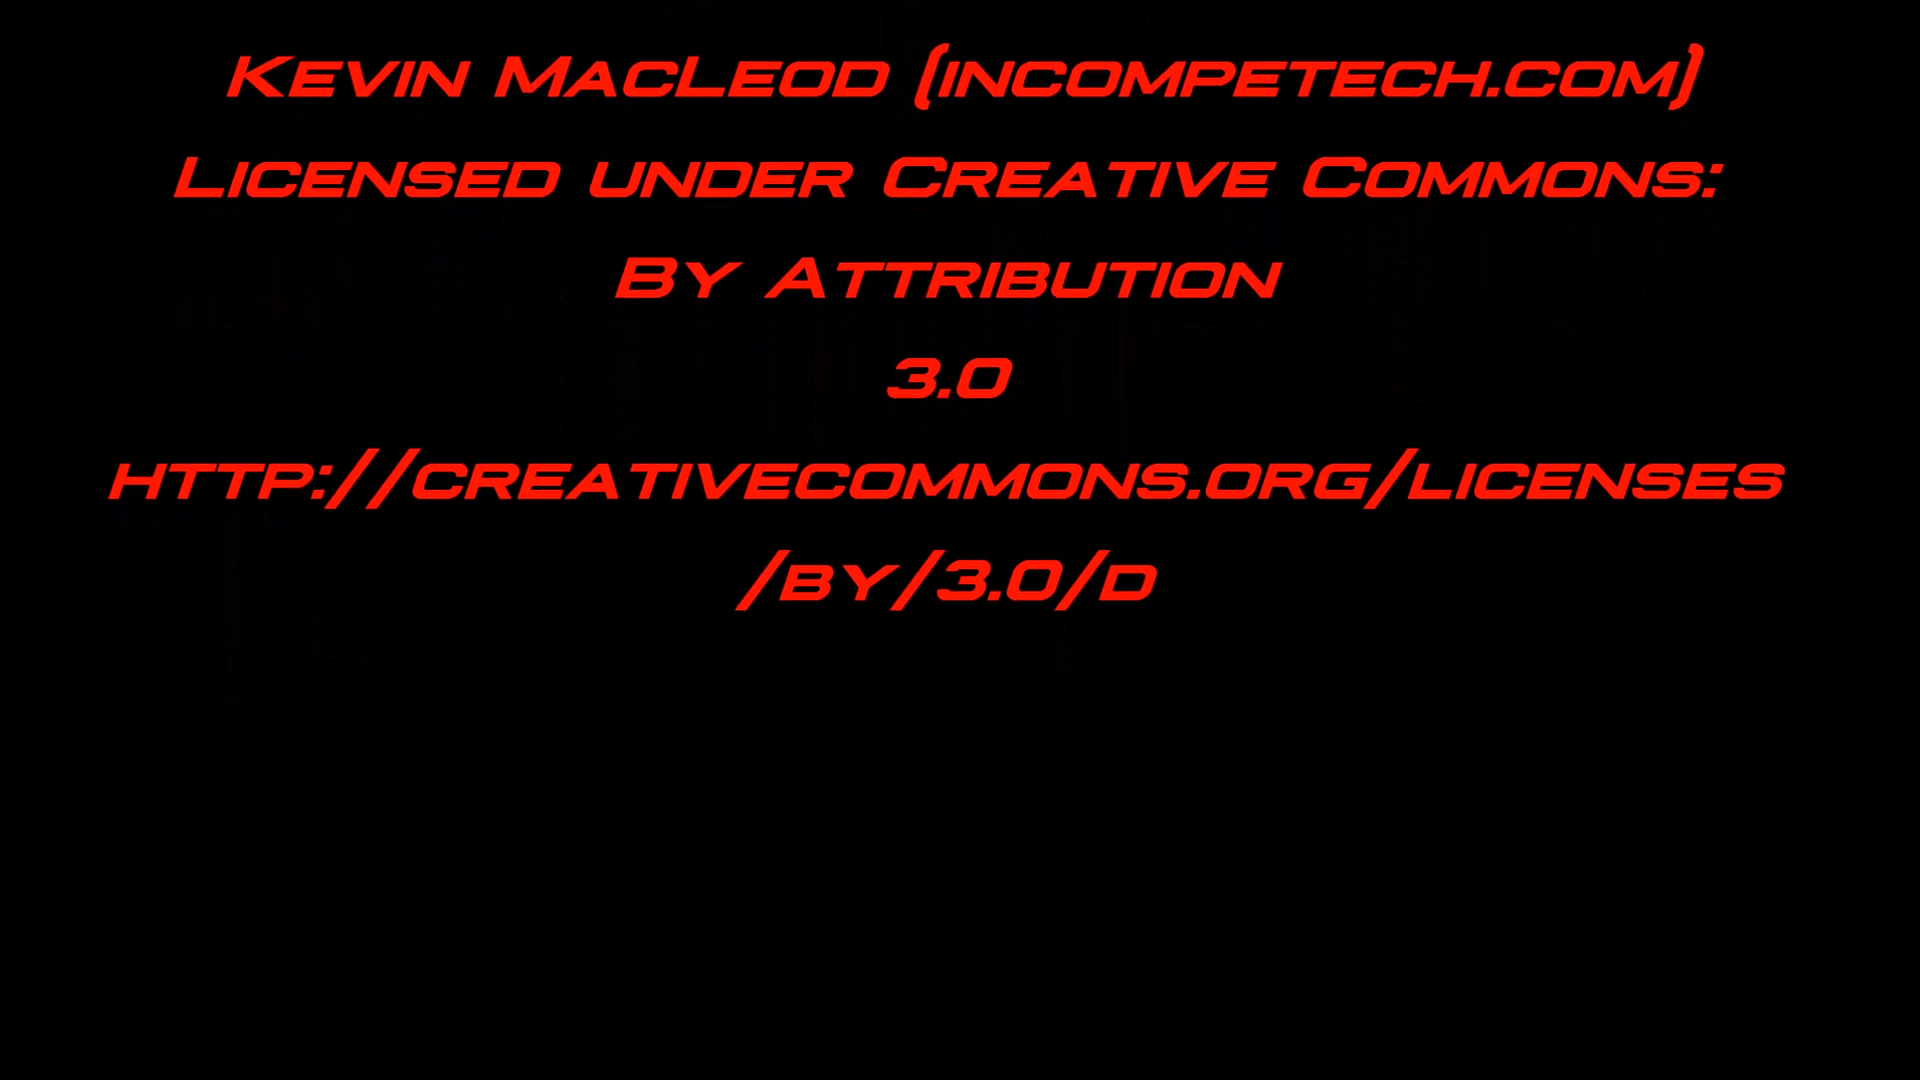 Kevin MacLeod (incompetech.com)
Licensed under Creative Commons:
By Attribution
3.0
http://creativecommons.org/licenses
/by/3.0/d